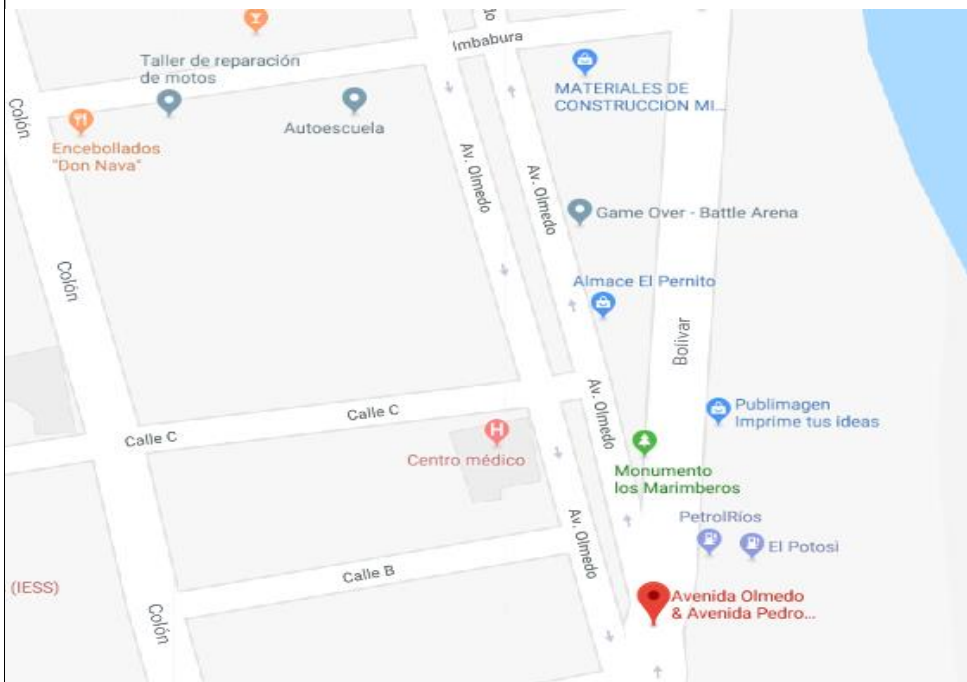 do
Imbabura
Taller de reparación
de motos
MATERIALES DE
CONSTRUCCION MI...
Colón
Autoescuela
Encebollados
"Don Nava"
Av. Olmedo
Av. Olmedo
Game Over - Battle Arena
Colón
Almace El Pernito
Bolívar
Calle C
Calle C
Av. Olmedo
Publimagen
Imprime tus ideas
H
Centro médico
Monumento
los Marimberos
PetrolRíos
El Potosi
Av. Olmedo
Calle B
(IESS)
Colón
Avenida Olmedo
& Avenida Pedro...